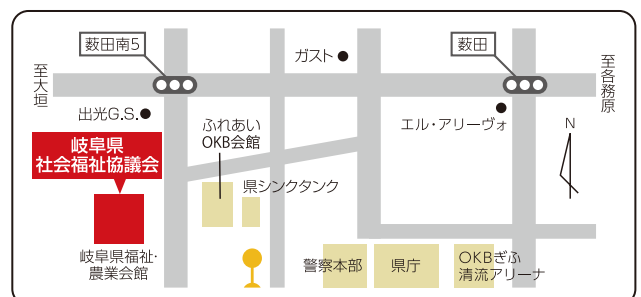 薮田南5
ガスト
薮田
至大垣
至各務原
出光G.S.
ふれあい
OKB会館
エル・アリーヴォ
N
岐阜県
社会福祉協議会
県シンクタンク
岐阜県福祉・
農業会館
警察本部
県庁
OKBぎふ
清流アリーナ